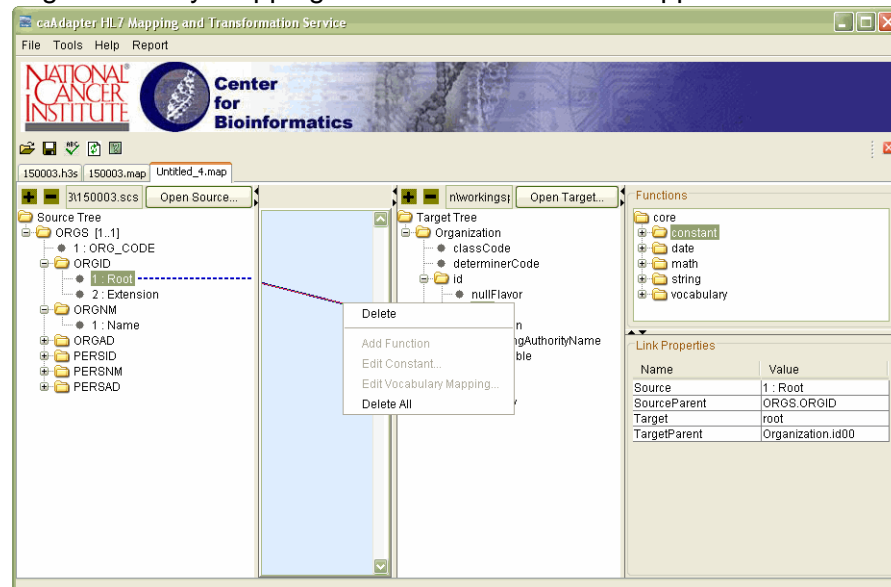 caAdapter HL7 Mapping and Transformation Service
File Tools Help Report
NATIONAL CANCER INSTITUTE
Center for Bioinformatics
150003.h3s 150003.map Untitled_4.map
3\150003.scs Open Source...
Source Tree
ORGS [1..1]
1 : ORG_CODE
ORGID
1 : Root
2 : Extension
ORGNM
1 : Name
ORGAD
PERSID
PERSNM
PERSAD
Delete
Add Function
Edit Constant...
Edit Vocabulary Mapping...
Delete All
n\workings Open Target...
Target Tree
Organization
classCode
determinerCode
id
nullFlavor
n
ngAuthorityName
ble
Functions
core
constant
date
math
string
vocabulary
Link Properties
Name Value
Source 1 : Root
SourceParent ORGS.ORGID
Target root
TargetParent Organization.id00